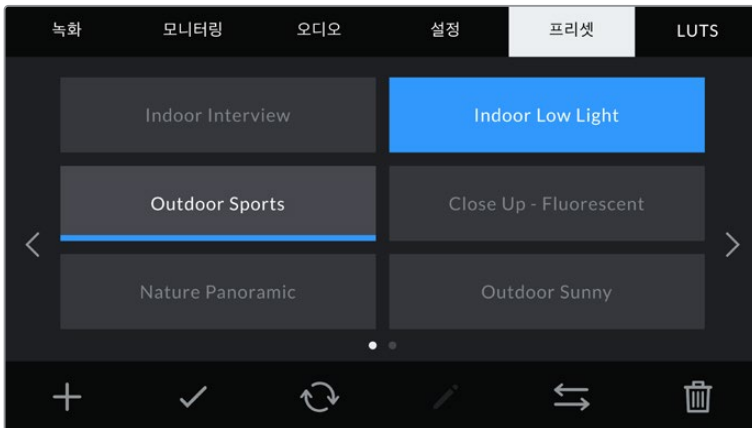 녹화 모니터링 오디오 설정 프리셋 LUTS
Indoor Interview Indoor Low Light
Outdoor Sports Close Up - Fluorescent
Nature Panoramic Outdoor Sunny